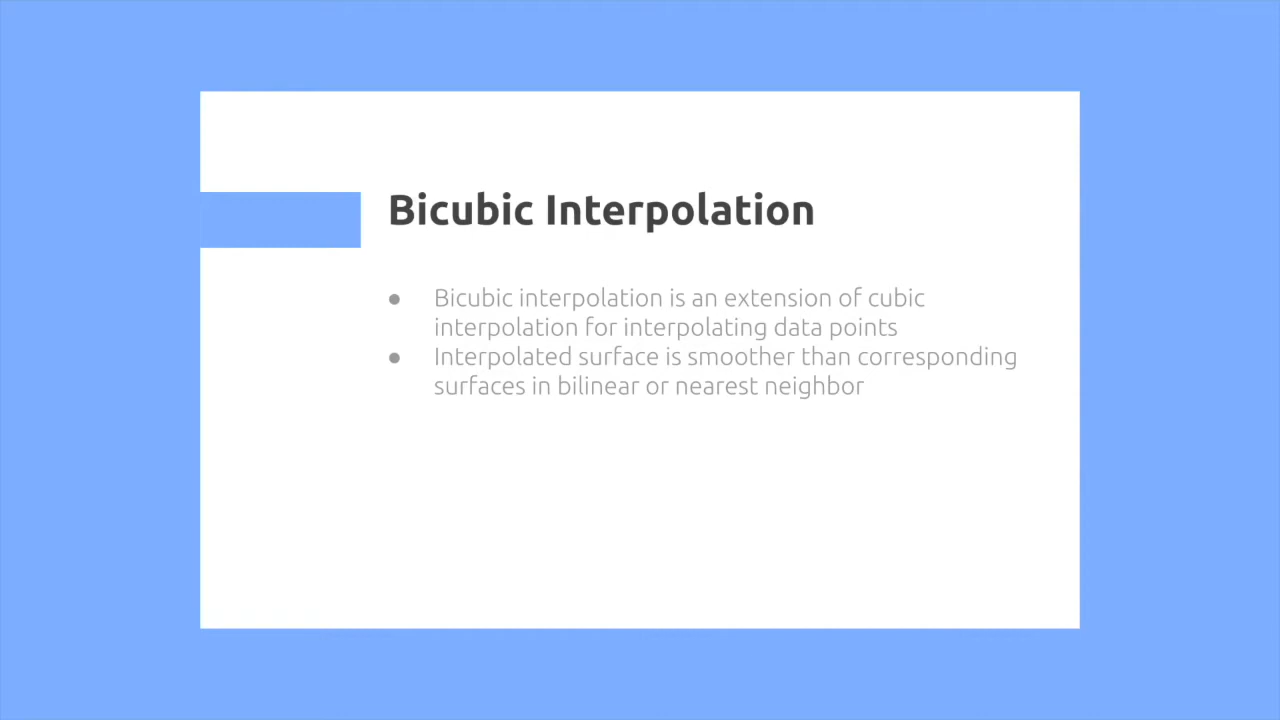 Bicubic Interpolation
● Bicubic interpolation is an extension of cubic
interpolation for interpolating data points
● Interpolated surface is smoother than corresponding
surfaces in bilinear or nearest neighbor